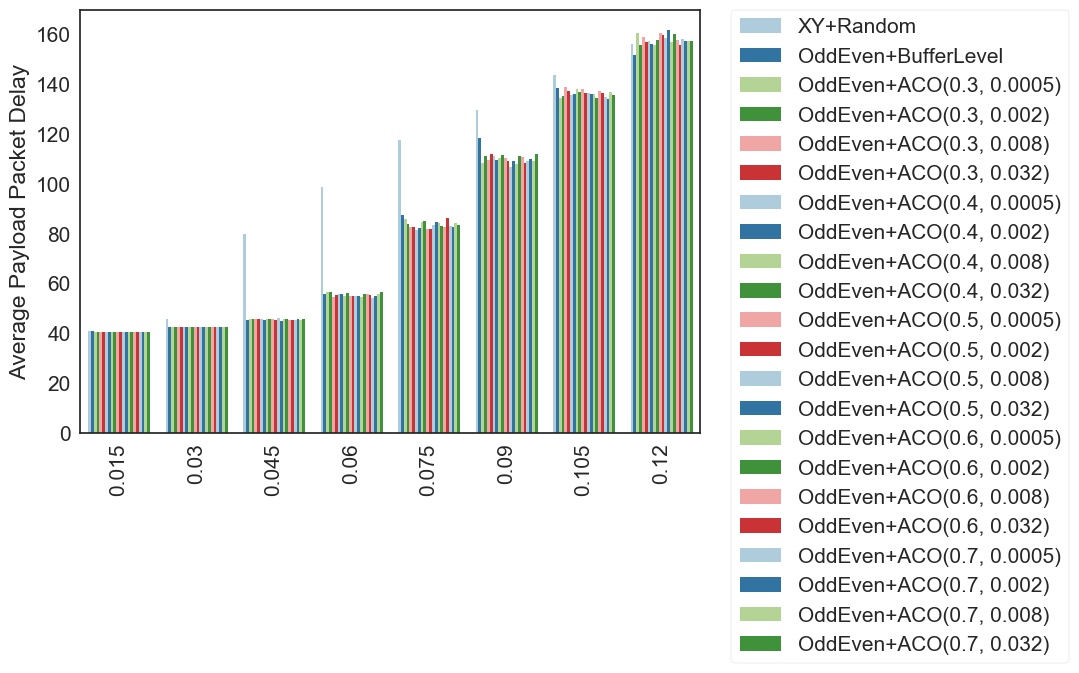 Average Payload Packet Delay
160
140
120
100
80
60
40
20
0
0.015
0.03
0.045
0.06
0.075
0.09
0.105
0.12
XY+Random
OddEven+BufferLevel
OddEven+ACO(0.3, 0.0005)
OddEven+ACO(0.3, 0.002)
OddEven+ACO(0.3, 0.008)
OddEven+ACO(0.3, 0.032)
OddEven+ACO(0.4, 0.0005)
OddEven+ACO(0.4, 0.002)
OddEven+ACO(0.4, 0.008)
OddEven+ACO(0.4, 0.032)
OddEven+ACO(0.5, 0.0005)
OddEven+ACO(0.5, 0.002)
OddEven+ACO(0.5, 0.008)
OddEven+ACO(0.5, 0.032)
OddEven+ACO(0.6, 0.0005)
OddEven+ACO(0.6, 0.002)
OddEven+ACO(0.6, 0.008)
OddEven+ACO(0.6, 0.032)
OddEven+ACO(0.7, 0.0005)
OddEven+ACO(0.7, 0.002)
OddEven+ACO(0.7, 0.008)
OddEven+ACO(0.7, 0.032)